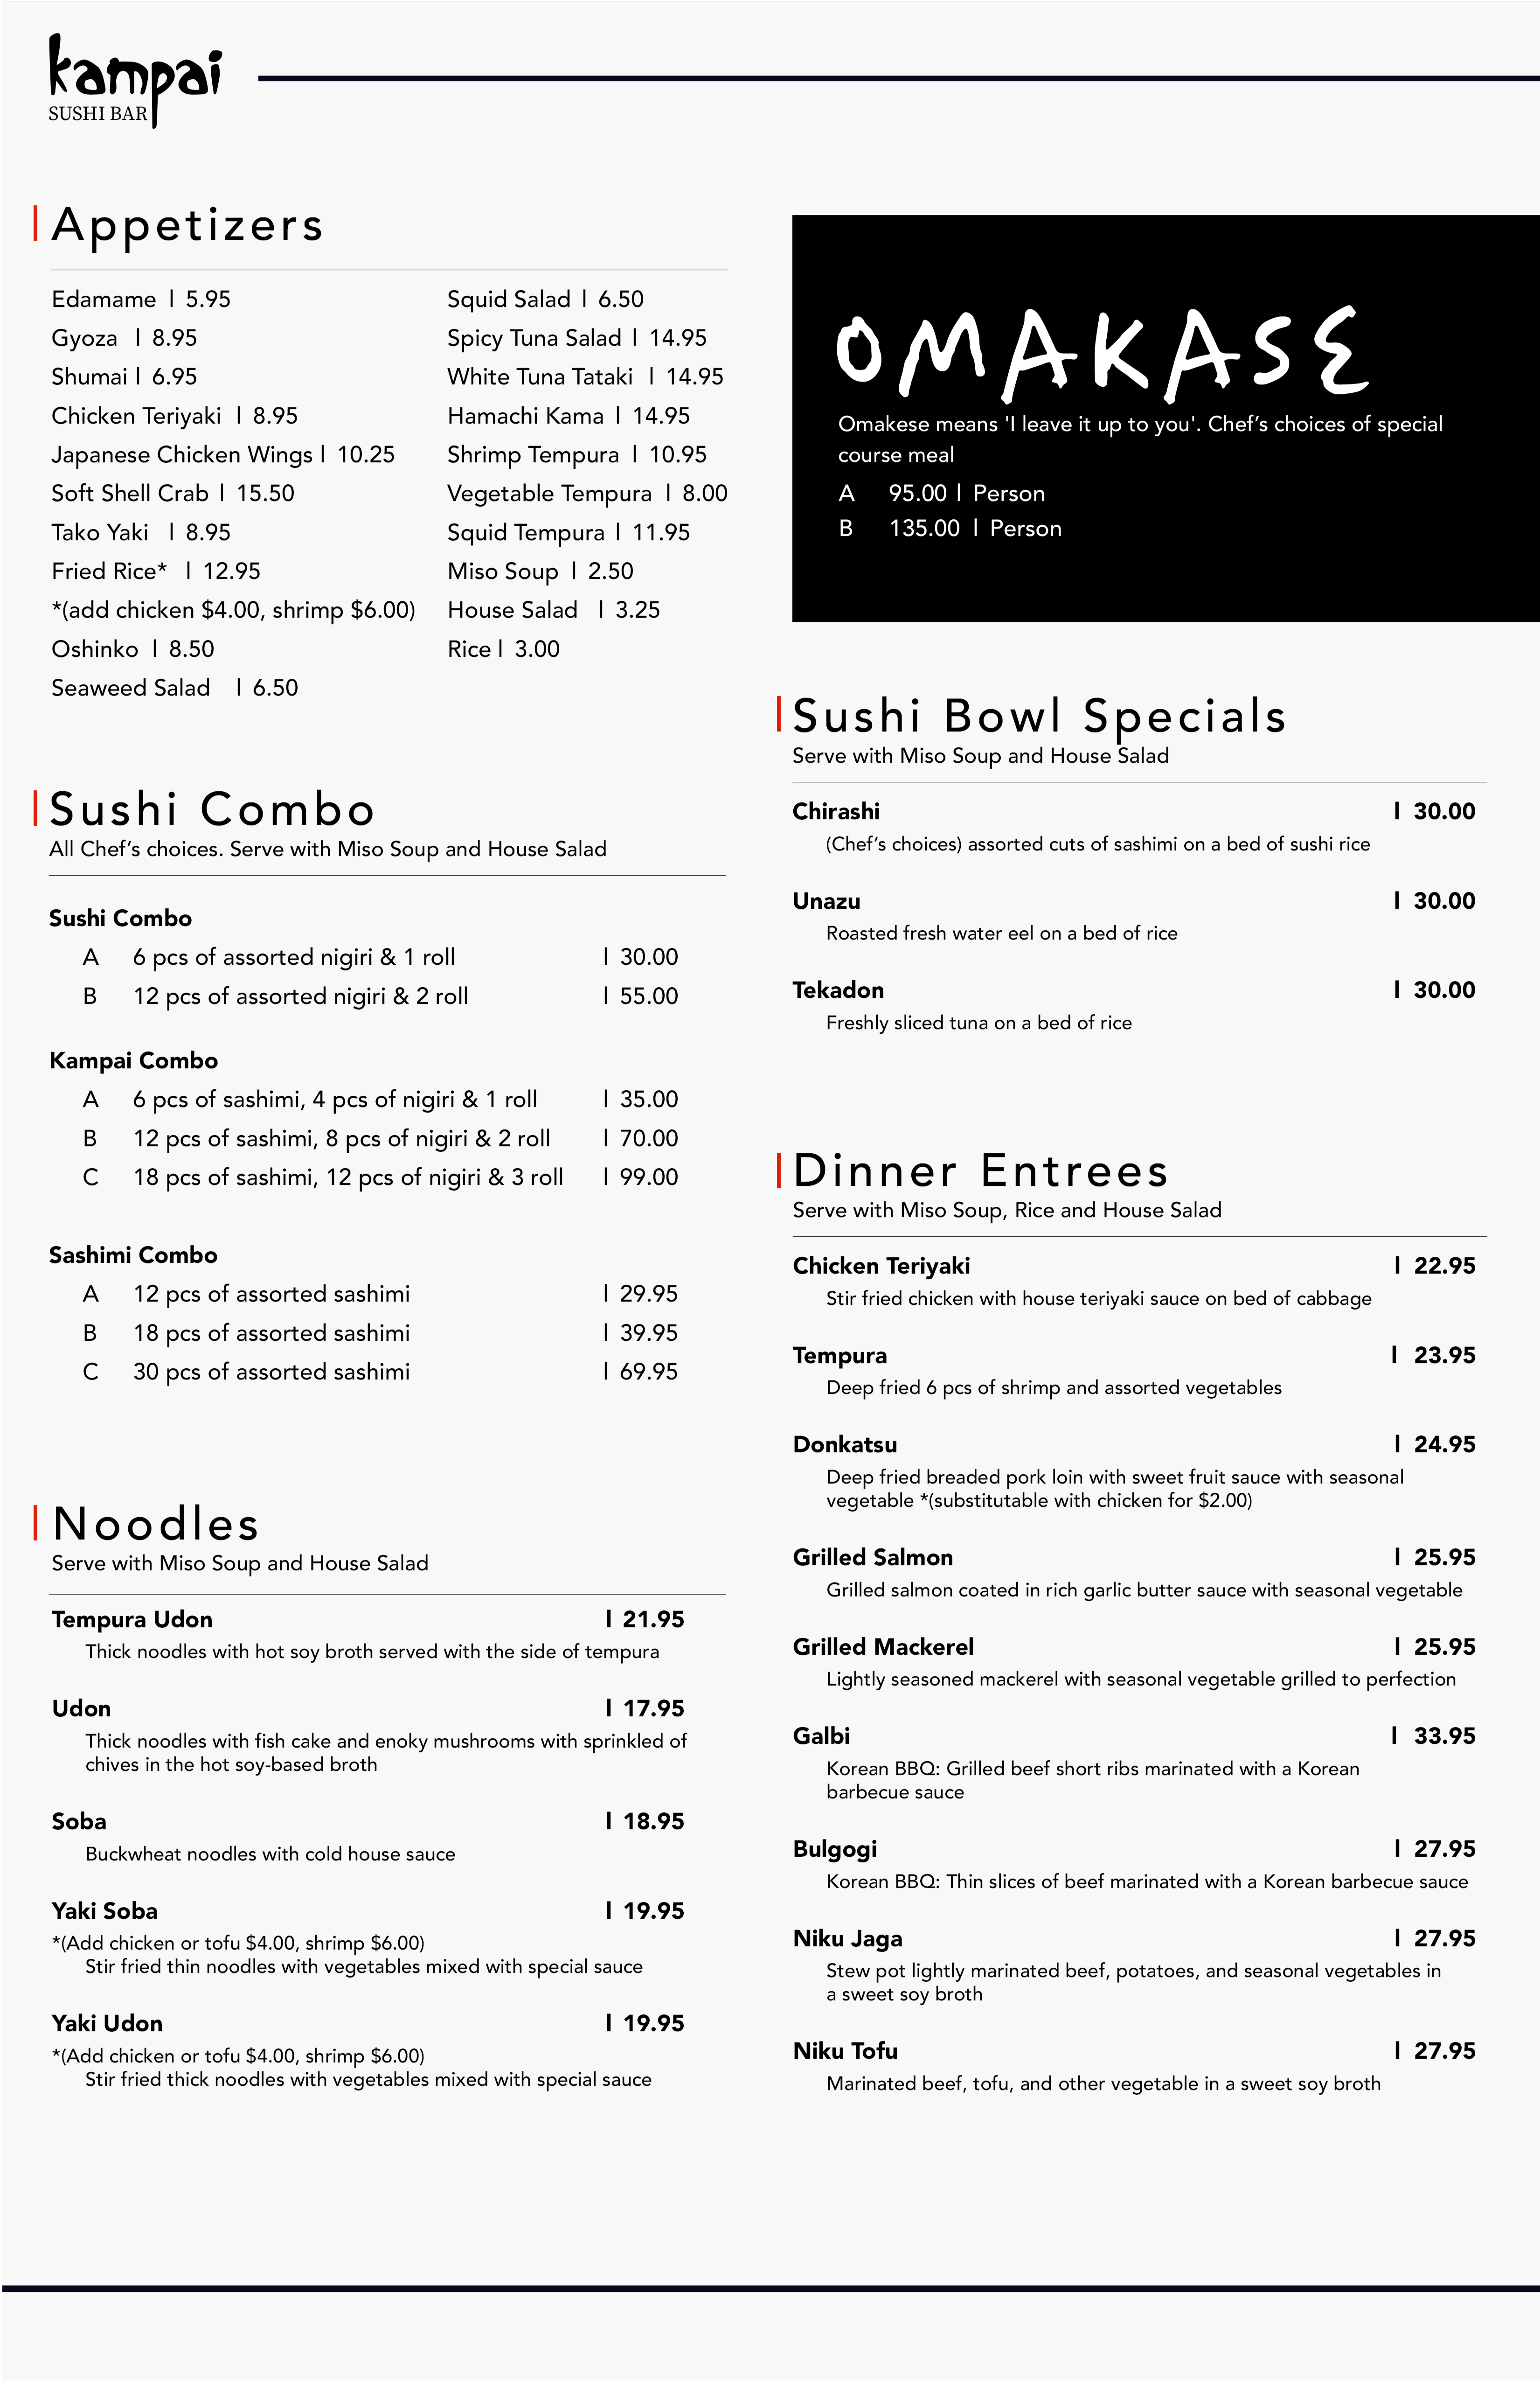 kampai
SUSHI BAR
Appetizers
Edamame l 5.95
Gyoza l 8.95
Shumai l 6.95
Chicken Teriyaki l 8.95
Japanese Chicken Wings l 10.25
Soft Shell Crab l 15.50
Tako Yaki l 8.95
Fried Rice* l 12.95
*(add chicken $4.00, shrimp $6.00)
Oshinko l 8.50
Seaweed Salad l 6.50
Squid Salad l 6.50
Spicy Tuna Salad l 14.95
White Tuna Tataki l 14.95
Hamachi Kama l 14.95
Shrimp Tempura l 10.95
Vegetable Tempura l 8.00
Squid Tempura l 11.95
Miso Soup l 2.50
House Salad l 3.25
Rice l 3.00
Sushi Combo
All Chef's choices. Serve with Miso Soup and House Salad
Sushi Combo
A 6 pcs of assorted nigiri & 1 roll l 30.00
B 12 pcs of assorted nigiri & 2 roll l 55.00
Kampai Combo
A 6 pcs of sashimi, 4 pcs of nigiri & 1 roll l 35.00
B 12 pcs of sashimi, 8 pcs of nigiri & 2 roll l 70.00
C 18 pcs of sashimi, 12 pcs of nigiri & 3 roll l 99.00
Sashimi Combo
A 12 pcs of assorted sashimi l 29.95
B 18 pcs of assorted sashimi l 39.95
C 30 pcs of assorted sashimi l 69.95
Noodles
Serve with Miso Soup and House Salad
Tempura Udon l 21.95
Thick noodles with hot soy broth served with the side of tempura
Udon l 17.95
Thick noodles with fish cake and enoky mushrooms with sprinkled of
chives in the hot soy-based broth
Soba l 18.95
Buckwheat noodles with cold house sauce
Yaki Soba l 19.95
*(Add chicken or tofu $4.00, shrimp $6.00)
Stir fried thin noodles with vegetables mixed with special sauce
Yaki Udon l 19.95
*(Add chicken or tofu $4.00, shrimp $6.00)
Stir fried thick noodles with vegetables mixed with special sauce
OMAKASE
Omakese means 'I leave it up to you'. Chef's choices of special
course meal
A 95.00 l Person
B 135.00 l Person
Sushi Bowl Specials
Serve with Miso Soup and House Salad
Chirashi l 30.00
(Chef's choices) assorted cuts of sashimi on a bed of sushi rice
Unazu l 30.00
Roasted fresh water eel on a bed of rice
Tekadon l 30.00
Freshly sliced tuna on a bed of rice
Dinner Entrees
Serve with Miso Soup, Rice and House Salad
Chicken Teriyaki l 22.95
Stir fried chicken with house teriyaki sauce on bed of cabbage
Tempura l 23.95
Deep fried 6 pcs of shrimp and assorted vegetables
Donkatsu l 24.95
Deep fried breaded pork loin with sweet fruit sauce with seasonal
vegetable *(substitutable with chicken for $2.00)
Grilled Salmon l 25.95
Grilled salmon coated in rich garlic butter sauce with seasonal vegetable
Grilled Mackerel l 25.95
Lightly seasoned mackerel with seasonal vegetable grilled to perfection
Galbi l 33.95
Korean BBQ: Grilled beef short ribs marinated with a Korean
barbecue sauce
Bulgogi l 27.95
Korean BBQ: Thin slices of beef marinated with a Korean barbecue sauce
Niku Jaga l 27.95
Stew pot lightly marinated beef, potatoes, and seasonal vegetables in
a sweet soy broth
Niku Tofu l 27.95
Marinated beef, tofu, and other vegetable in a sweet soy broth